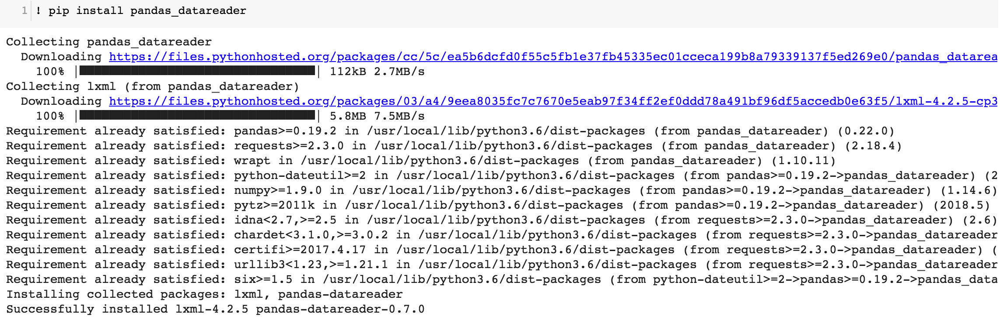 1 ! pip install pandas_datareader
Collecting pandas_datareader
Downloading https://files.pythonhosted.org/packages/cc/5c/ea5b6dcfd0f55c5fb1e37fb45335ec01cceca199b8a79339137f5ed269e0/pandas_datarea
100% || 112kB 2.7MB/s
Collecting lxml (from pandas_datareader)
Downloading https://files.pythonhosted.org/packages/03/a4/9eea8035fc7c7670e5eab97f34ff2ef0ddd78a491bf96df5accedb0e63f5/lxml-4.2.5-cp3
100% || 5.8MB 7.5MB/s
Requirement already satisfied: pandas>=0.19.2 in /usr/local/lib/python3.6/dist-packages (from pandas_datareader) (0.22.0)
Requirement already satisfied: requests>=2.3.0 in /usr/local/lib/python3.6/dist-packages (from pandas_datareader) (2.18.4)
Requirement already satisfied: wrapt in /usr/local/lib/python3.6/dist-packages (from pandas_datareader) (1.10.11)
Requirement already satisfied: python-dateutil>=2 in /usr/local/lib/python3.6/dist-packages (from pandas>=0.19.2->pandas_datareader) (2
Requirement already satisfied: numpy>=1.9.0 in /usr/local/lib/python3.6/dist-packages (from pandas>=0.19.2->pandas_datareader) (1.14.6)
Requirement already satisfied: pytz>=2011k in /usr/local/lib/python3.6/dist-packages (from pandas>=0.19.2->pandas_datareader) (2018.5)
Requirement already satisfied: idna<2.7,>=2.5 in /usr/local/lib/python3.6/dist-packages (from requests>=2.3.0->pandas_datareader) (2.6)
Requirement already satisfied: chardet<3.1.0,>=3.0.2 in /usr/local/lib/python3.6/dist-packages (from requests>=2.3.0->pandas_datareader
Requirement already satisfied: certifi>=2017.4.17 in /usr/local/lib/python3.6/dist-packages (from requests>=2.3.0->pandas_datareader) (
Requirement already satisfied: urllib3<1.23,>=1.21.1 in /usr/local/lib/python3.6/dist-packages (from requests>=2.3.0->pandas_datareader
Requirement already satisfied: six>=1.5 in /usr/local/lib/python3.6/dist-packages (from python-dateutil>=2->pandas>=0.19.2->pandas_data
Installing collected packages: lxml, pandas-datareader
Successfully installed lxml-4.2.5 pandas-datareader-0.7.0